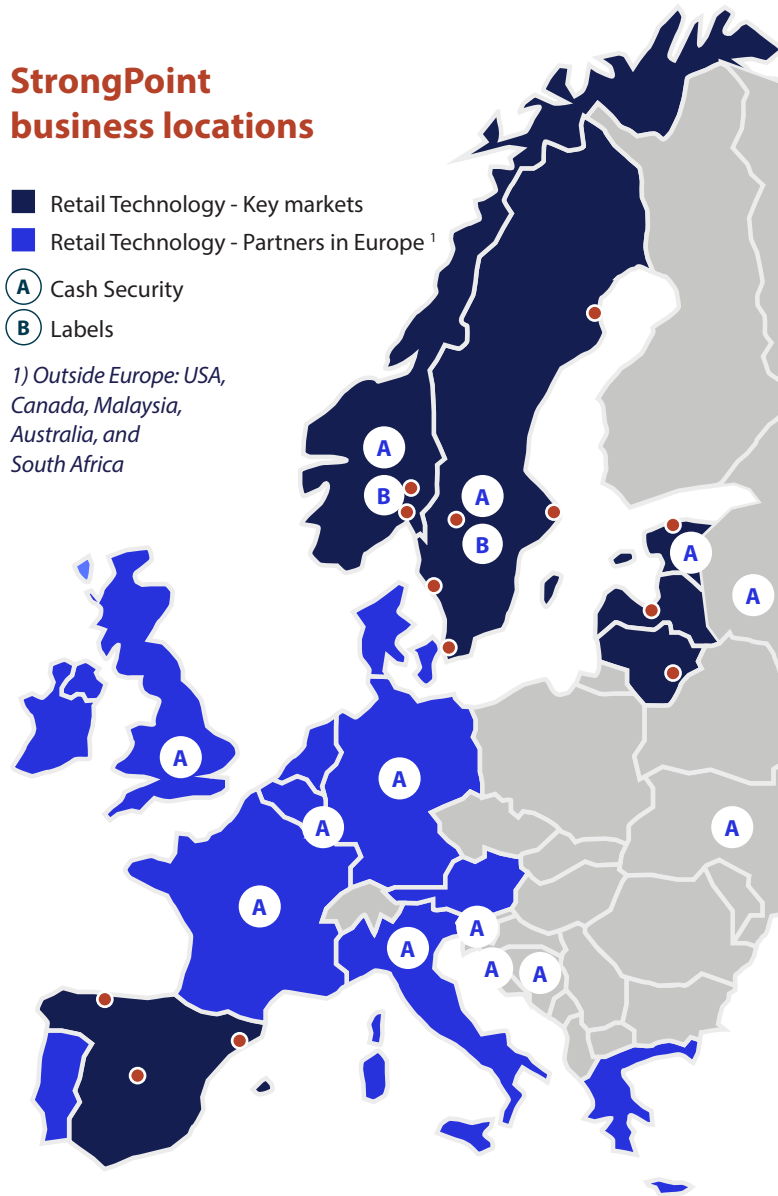 StrongPoint
business locations
Retail Technology - Key markets
Retail Technology - Partners in Europe 1
A Cash Security
B Labels
1) Outside Europe: USA,
Canada, Malaysia,
Australia, and
South Africa
A
B
A
B
A
A
A
A
A
A
A
A
A
A
A